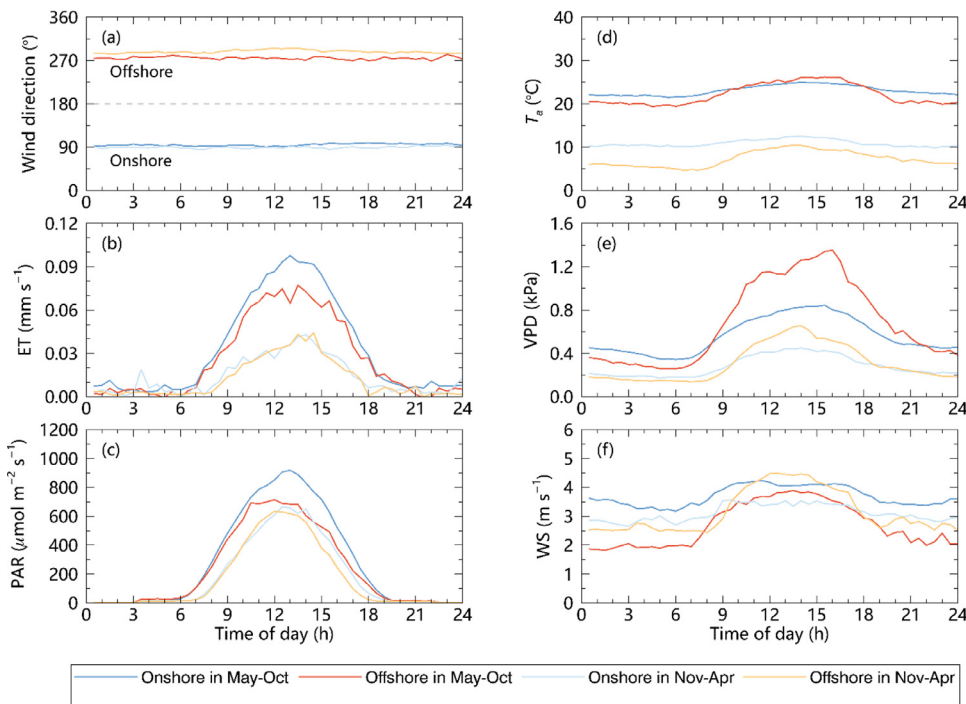 (a)
Wind direction (°)
360
270
180
90
0
Offshore
Onshore
0 3 6 9 12 15 18 21 24
(d)
Tₐ (°C)
40
30
20
10
0
0 3 6 9 12 15 18 21 24
(b)
ET (mm s⁻¹)
0.12
0.09
0.06
0.03
0.00
0 3 6 9 12 15 18 21 24
(e)
VPD (kPa)
1.6
1.2
0.8
0.4
0.0
0 3 6 9 12 15 18 21 24
(c)
PAR (μmol m⁻² s⁻¹)
1200
1000
800
600
400
200
0
0 3 6 9 12 15 18 21 24
Time of day (h)
(f)
WS (m s⁻¹)
6
5
4
3
2
1
0
0 3 6 9 12 15 18 21 24
Time of day (h)
Onshore in May-Oct Offshore in May-Oct Onshore in Nov-Apr Offshore in Nov-Apr